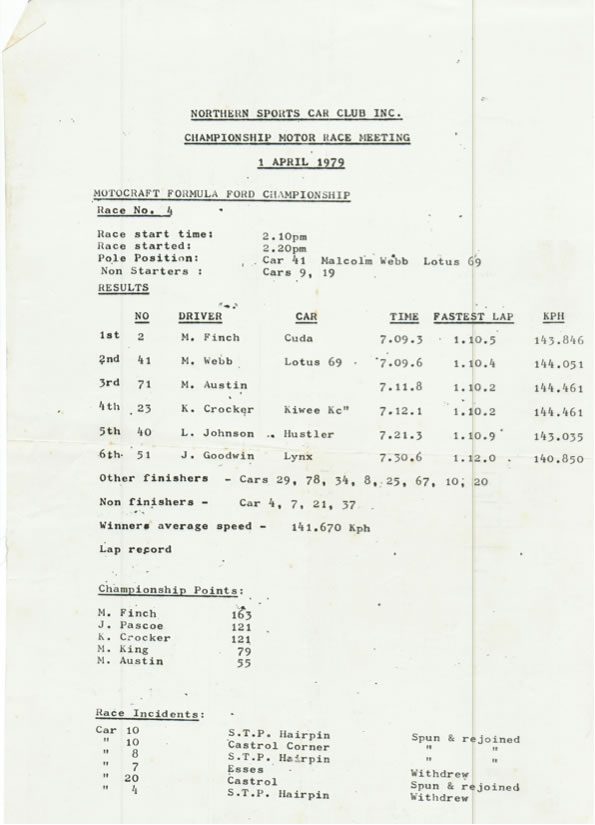 NORTHERN SPORTS CAR CLUB INC.
CHAMPIONSHIP MOTOR RACE MEETING
1 APRIL 1979
MOTOCRAFT FORMULA FORD CHAMPIONSHIP
Race No. 4
Race start time: 2.10pm
Race started: 2.20pm
Pole Position: Car 41 Malcolm Webb Lotus 69
Non Starters : Cars 9, 19
RESULTS
NO DRIVER CAR TIME FASTEST LAP KPH
1st 2 M. Finch Cuda 7.09.3 1.10.5 143.846
2nd 41 M. Webb Lotus 69 7.09.6 1.10.4 144.051
3rd 71 M. Austin 7.11.8 1.10.2 144.461
4th 23 K. Crocker Kiwee Kc" 7.12.1 1.10.2 144.461
5th 40 L. Johnson Hustler 7.21.3 1.10.9 143.035
6th 51 J. Goodwin Lynx 7.30.6 1.12.0 140.850
Other finishers - Cars 29, 78, 34, 8, 25, 67, 10, 20
Non finishers - Car 4, 7, 21, 37
Winners average speed - 141.670 Kph
Lap record
Championship Points:
M. Finch 163
J. Pascoe 121
K. Crocker 121
M. King 79
M. Austin 55
Race Incidents:
Car 10 S.T.P. Hairpin Spun & rejoined
" 10 Castrol Corner " "
" 8 S.T.P. Hairpin " "
" 7 Esses Withdrew
" 20 Castrol Spun & rejoined
" 4 S.T.P. Hairpin Withdrew